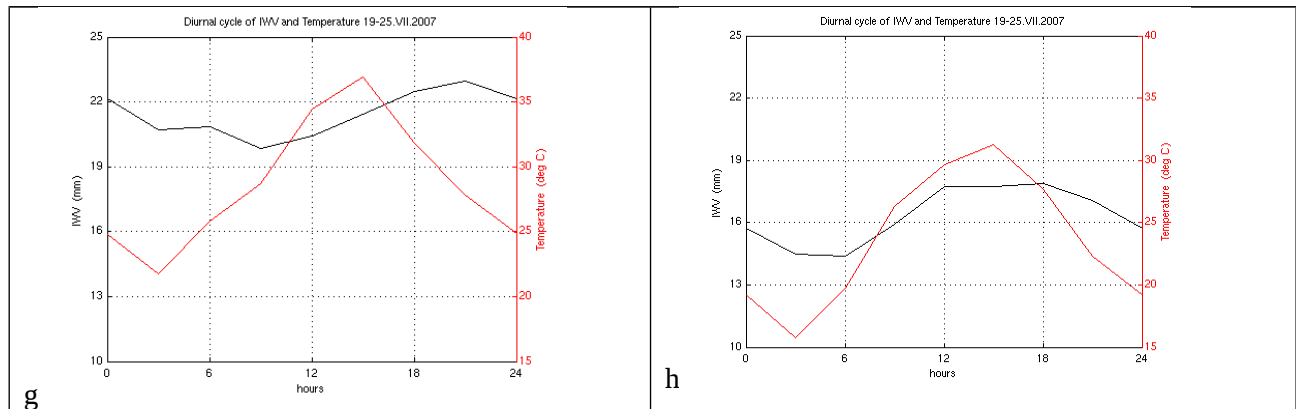 Diurnal cycle of IWV and Temperature 19-25.VII.2007
25
22
19
16
13
10
IWV (mm)
40
35
30
25
20
15
Temperature (deg C)
0 6 12 18 24
hours
g
Diurnal cycle of IWV and Temperature 19-25.VII.2007
25
22
19
16
13
10
IWV (mm)
40
35
30
25
20
15
Temperature (deg C)
0 6 12 18 24
hours
h